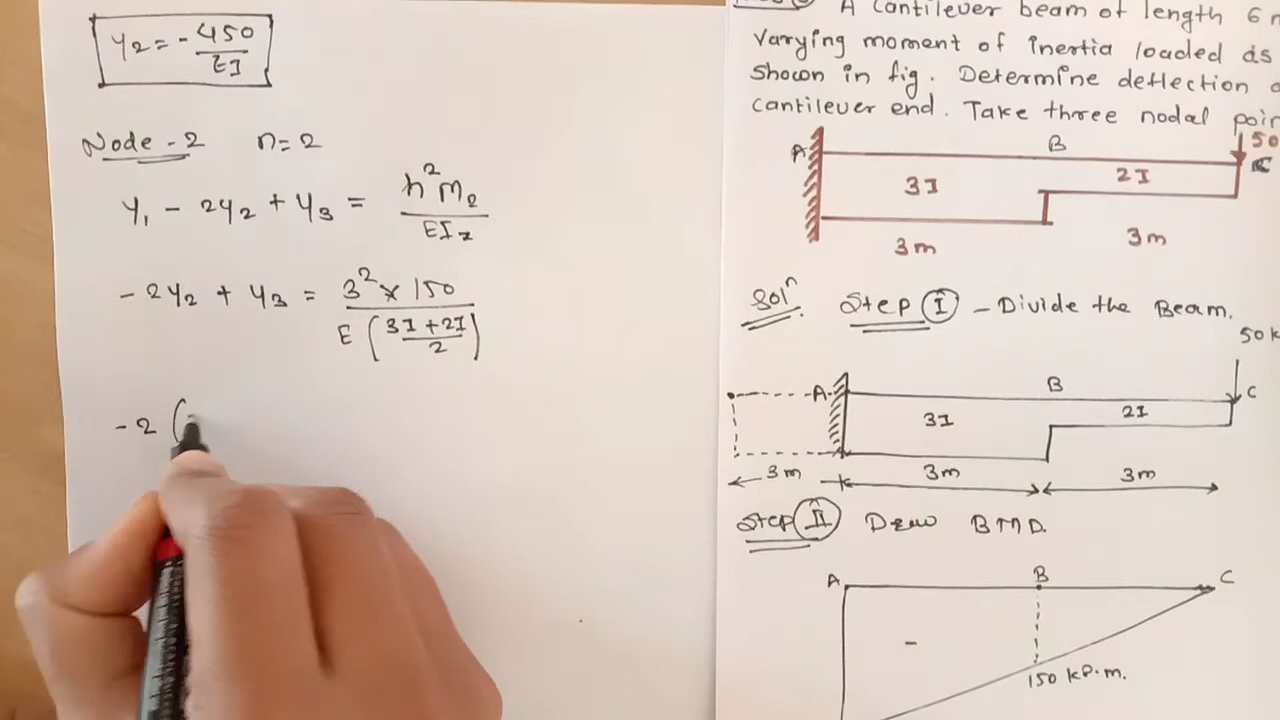 y2 = - 450 / EI
Node - 2 n = 2
y1 - 2y2 + y3 = h²M2 / EI2
- 2y2 + y3 = 3² × 150 / E (3I + 2I / 2)
- 2 (
A Cantilever beam of length 6
Varying moment of inertia loaded as
Shown in fig. Determine deflection
Cantilever end. Take three nodal
A B 50
3I 2I C
3m 3m
Solⁿ. Step (I) - Divide the Beam.
50
A B C
3I 2I
3m 3m 3m
Step (II) Draw BMD.
A B C
-
150 kN.m.